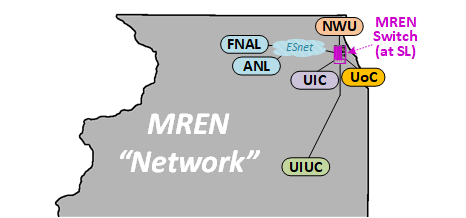 NWU
MREN
Switch
(at SL)
FNAL
ESnet
ANL
UIC
UoC
MREN
“Network”
UIUC